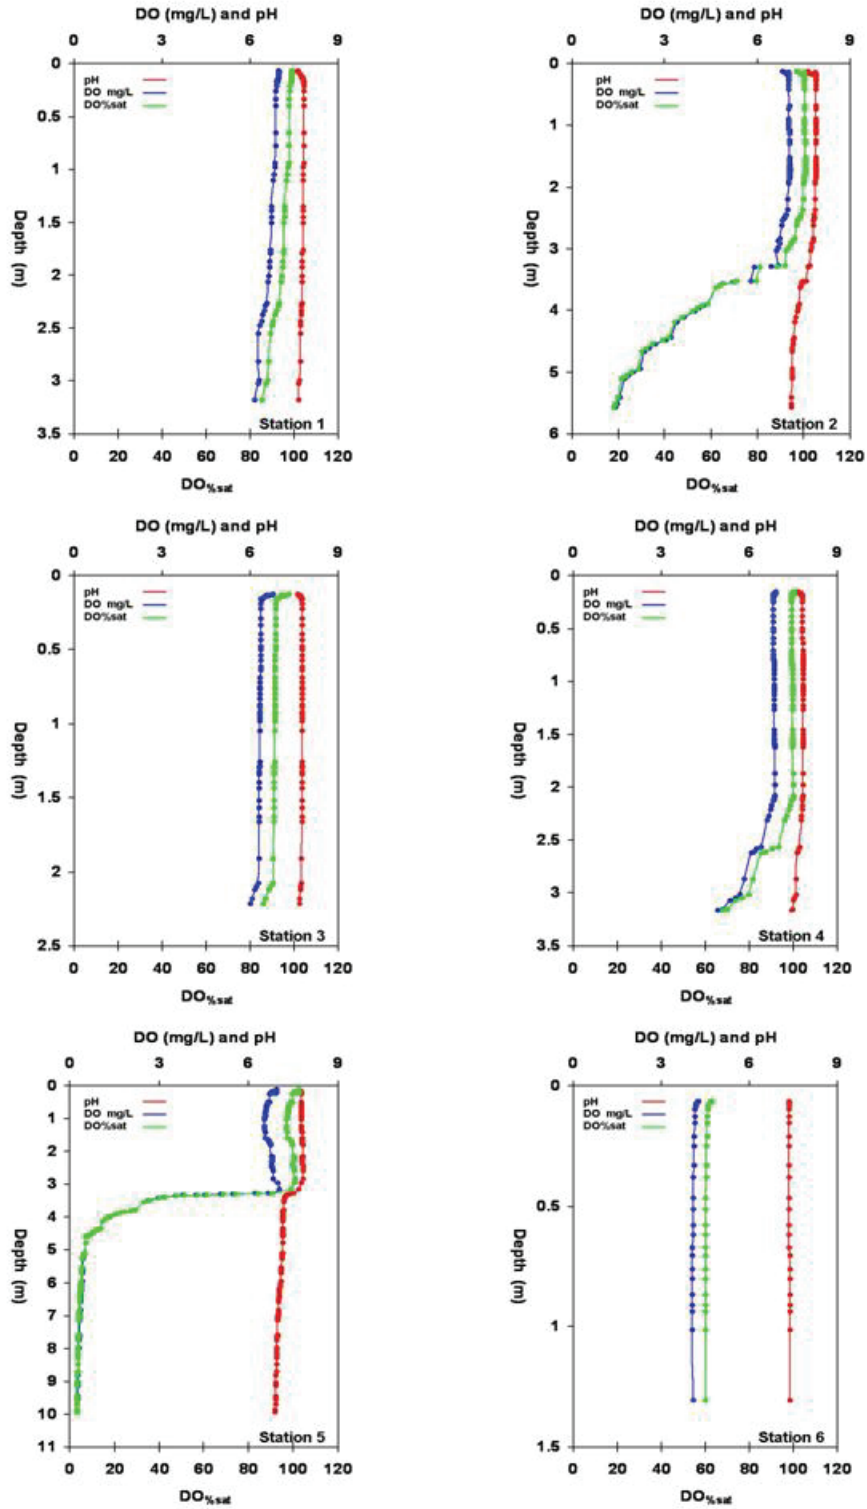 DO (mg/L) and pH
0 3 6 9
0
0.5
1
1.5
2
2.5
3
3.5
Depth (m)
pH
DO mg/L
DO%sat
Station 1
0 20 40 60 80 100 120
DO%sat
DO (mg/L) and pH
0 3 6 9
0
1
2
3
4
5
6
Depth (m)
pH
DO mg/L
DO%sat
Station 2
0 20 40 60 80 100 120
DO%sat
DO (mg/L) and pH
0 3 6 9
0
0.5
1
1.5
2
2.5
Depth (m)
pH
DO mg/L
DO%sat
Station 3
0 20 40 60 80 100 120
DO%sat
DO (mg/L) and pH
0 3 6 9
0
0.5
1
1.5
2
2.5
3
3.5
Depth (m)
pH
DO mg/L
DO%sat
Station 4
0 20 40 60 80 100 120
DO%sat
DO (mg/L) and pH
0 3 6 9
0
1
2
3
4
5
6
7
8
9
10
11
Depth (m)
pH
DO mg/L
DO%sat
Station 5
0 20 40 60 80 100 120
DO%sat
DO (mg/L) and pH
0 3 6 9
0
0.5
1
1.5
Depth (m)
pH
DO mg/L
DO%sat
Station 6
0 20 40 60 80 100 120
DO%sat